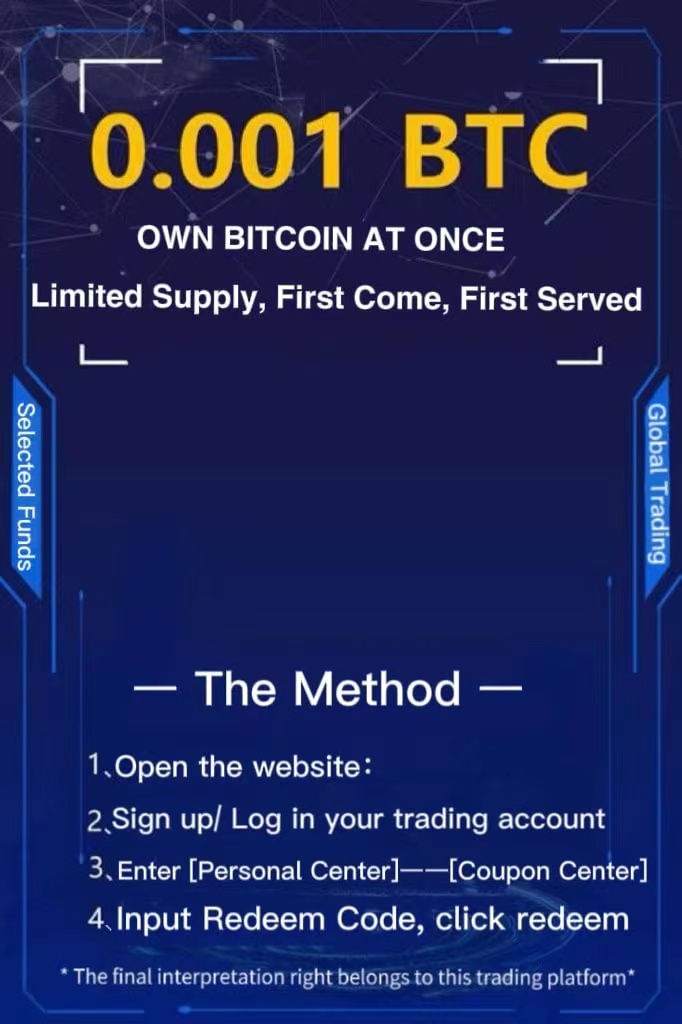 0.001 BTC
OWN BITCOIN AT ONCE
Limited Supply, First Come, First Served
Selected Funds
Global Trading
— The Method —
1、Open the website：
2、Sign up/ Log in your trading account
3、Enter [Personal Center]——[Coupon Center]
4、Input Redeem Code, click redeem
* The final interpretation right belongs to this trading platform*